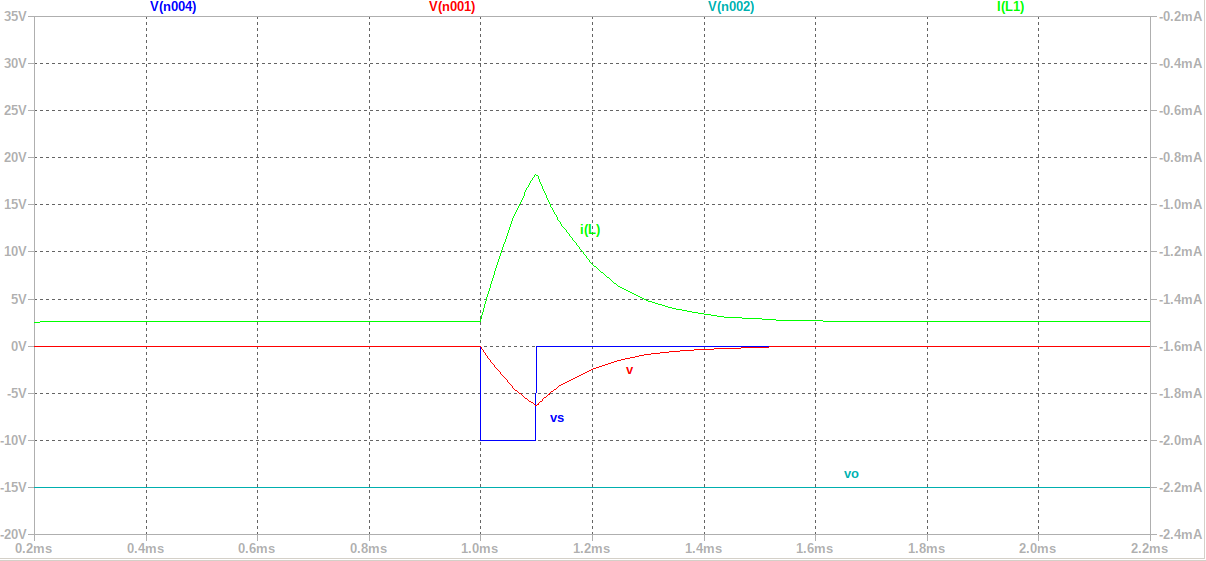 V(n004) V(n001) V(n002) I(L1)
35V -0.2mA
30V -0.4mA
25V -0.6mA
20V -0.8mA
15V -1.0mA
i(L)
10V -1.2mA
5V -1.4mA
0V -1.6mA
v
-5V -1.8mA
vs
-10V -2.0mA
vo
-15V -2.2mA
-20V -2.4mA
0.2ms 0.4ms 0.6ms 0.8ms 1.0ms 1.2ms 1.4ms 1.6ms 1.8ms 2.0ms 2.2ms